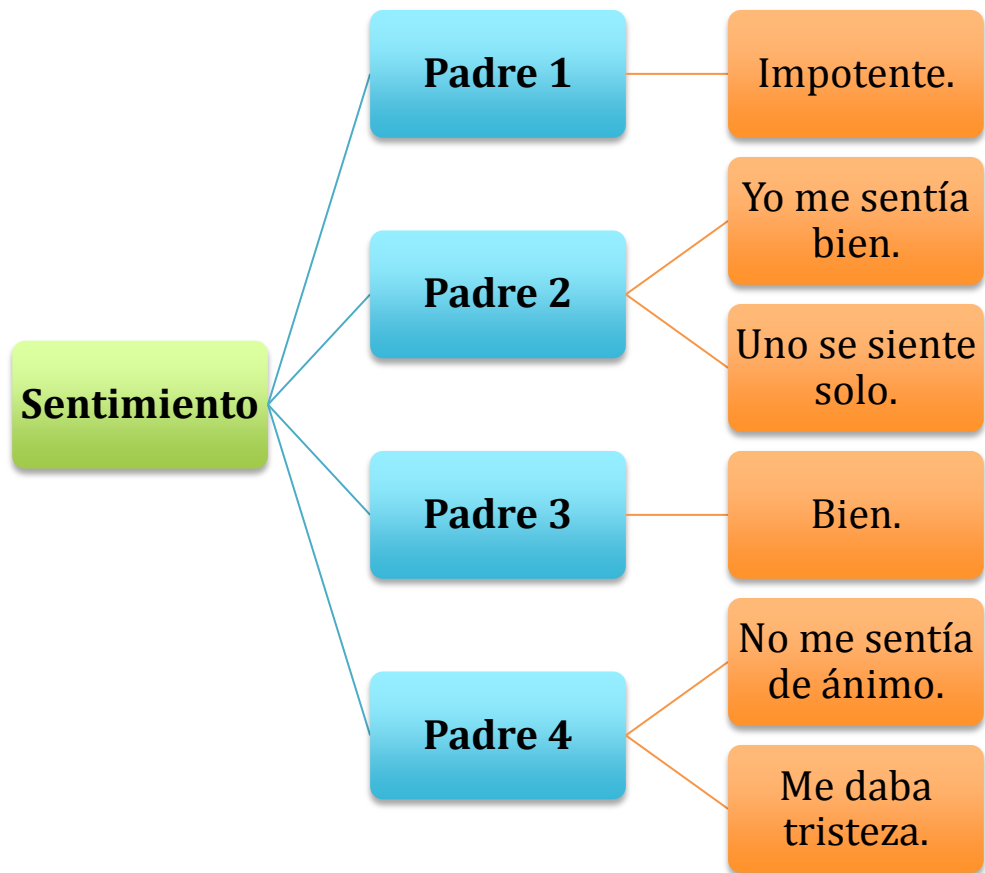 Sentimiento
Padre 1
Impotente.
Padre 2
Yo me sentía
bien.
Uno se siente
solo.
Padre 3
Bien.
Padre 4
No me sentía
de ánimo.
Me daba
tristeza.